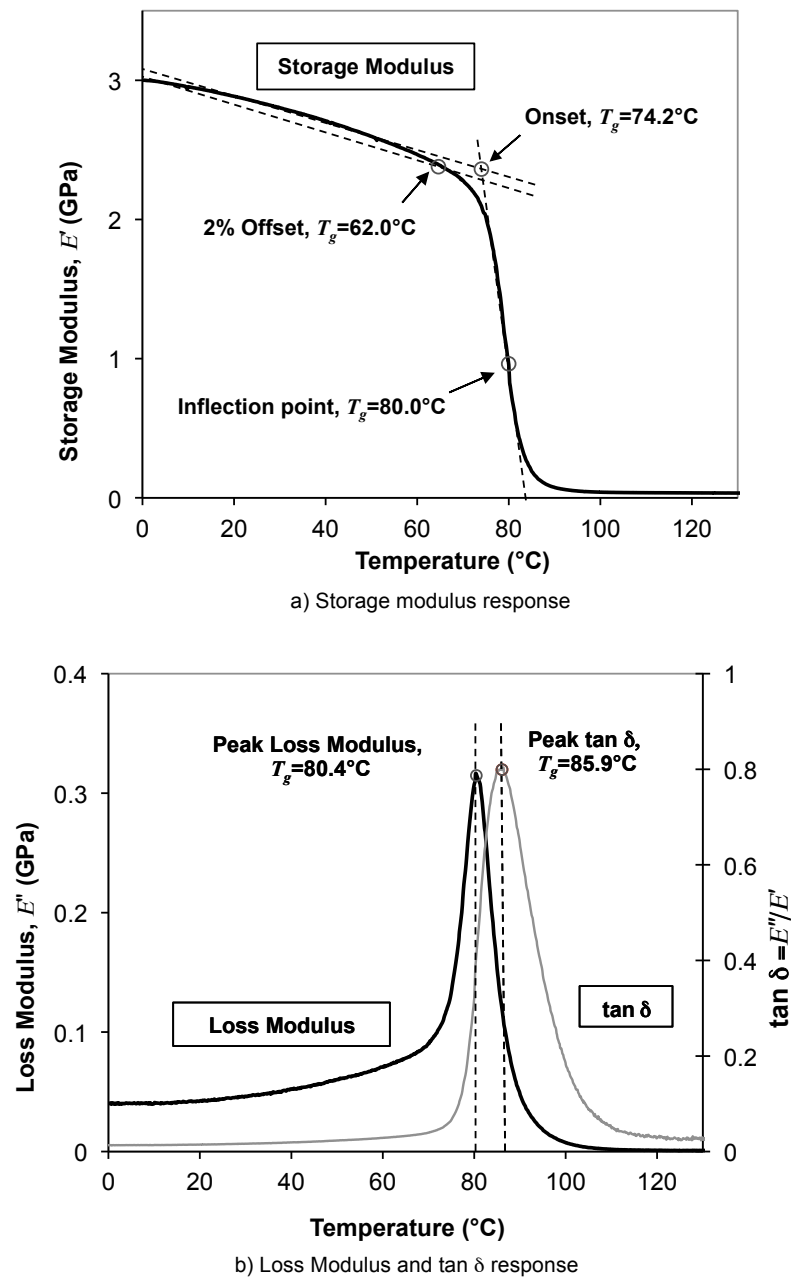 Storage Modulus
Onset, Tg=74.2°C
2% Offset, Tg=62.0°C
Inflection point, Tg=80.0°C
Storage Modulus, E' (GPa)
3
2
1
0
0 20 40 60 80 100 120
Temperature (°C)
a) Storage modulus response
Peak Loss Modulus,
Tg=80.4°C
Peak tan δ,
Tg=85.9°C
Loss Modulus
tan δ
Loss Modulus, E" (GPa)
0.4
0.3
0.2
0.1
0
1
0.8
0.6
0.4
0.2
0
tan δ =E"/E'
0 20 40 60 80 100 120
Temperature (°C)
b) Loss Modulus and tan δ response